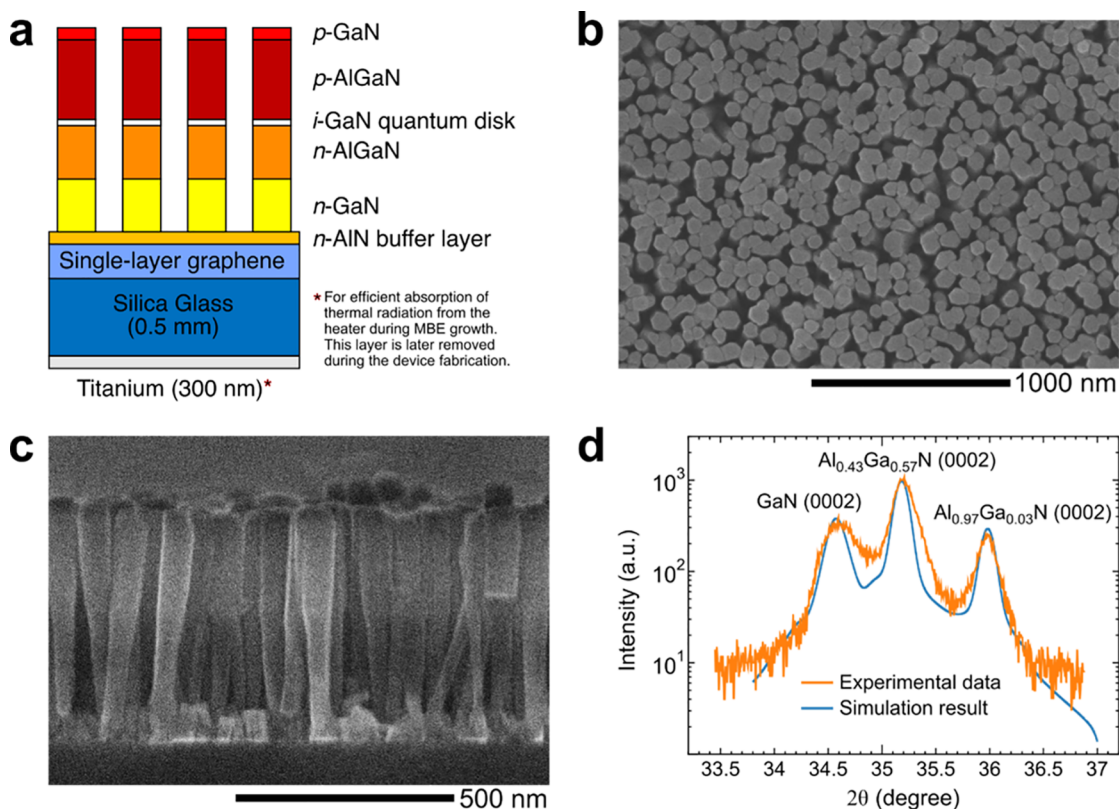 a
p-GaN
p-AlGaN
i-GaN quantum disk
n-AlGaN
n-GaN
n-AlN buffer layer
Single-layer graphene
Silica Glass
(0.5 mm)
* For efficient absorption of
thermal radiation from the
heater during MBE growth.
This layer is later removed
during the device fabrication.
Titanium (300 nm)*
b
1000 nm
c
500 nm
d
Al0.43Ga0.57N (0002)
GaN (0002)
Al0.97Ga0.03N (0002)
10³
10²
10¹
Intensity (a.u.)
Experimental data
Simulation result
33.5 34 34.5 35 35.5 36 36.5 37
2θ (degree)